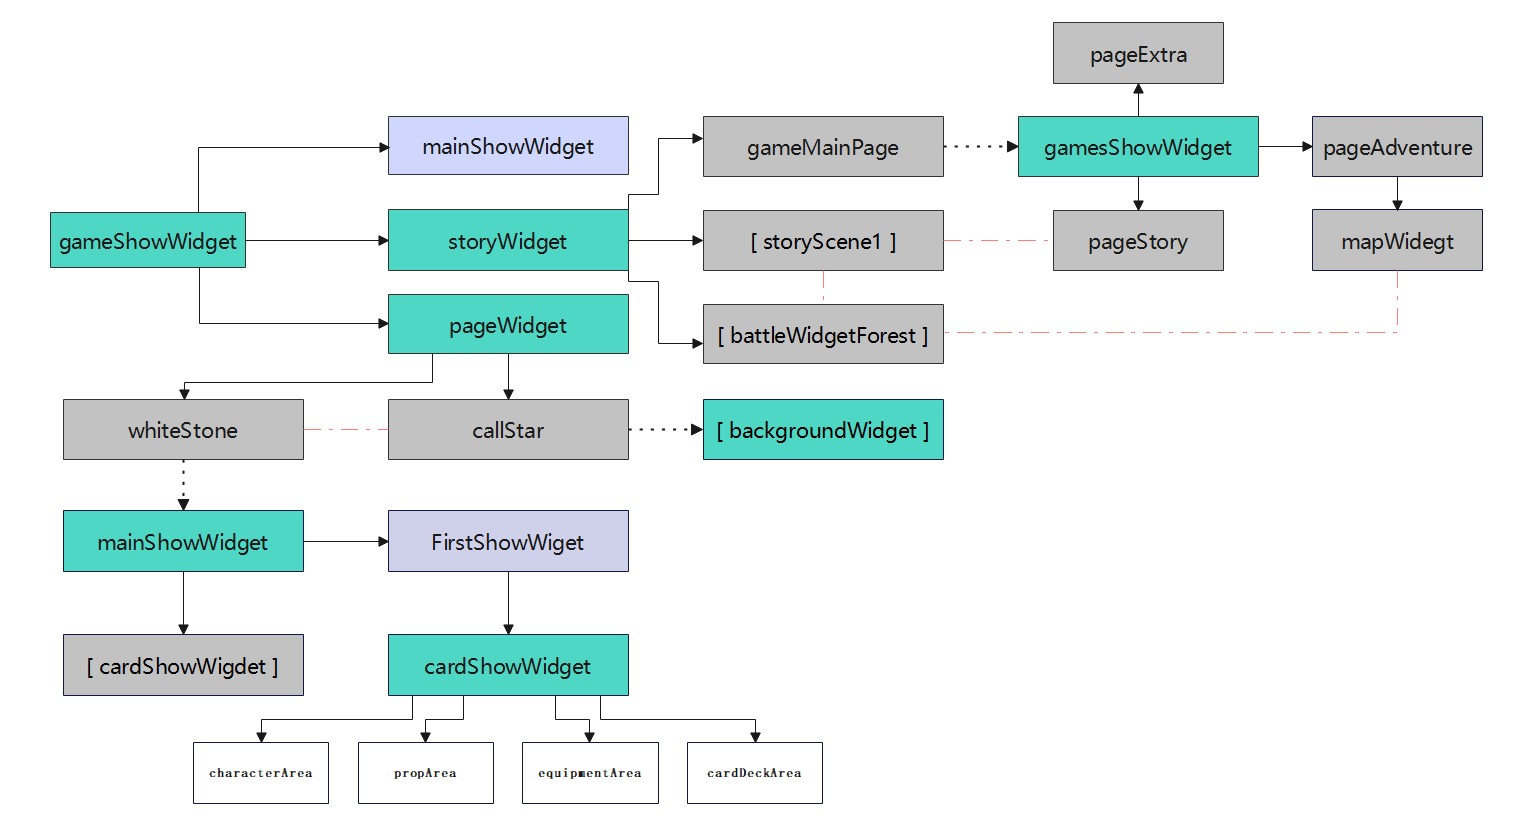 pageExtra
mainShowWidget
gameMainPage
gamesShowWidget
pageAdventure
gameShowWidget
storyWidget
[ storyScene1 ]
pageStory
mapWidegt
pageWidget
[ battleWidgetForest ]
whiteStone
callStar
[ backgroundWidget ]
mainShowWidget
FirstShowWiget
[ cardShowWigdet ]
cardShowWidget
characterArea
propArea
equipmentArea
cardDeckArea